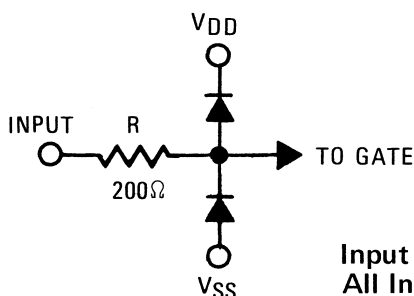 VDD
INPUT
R
TO GATE
200Ω
VSS
Input
All In